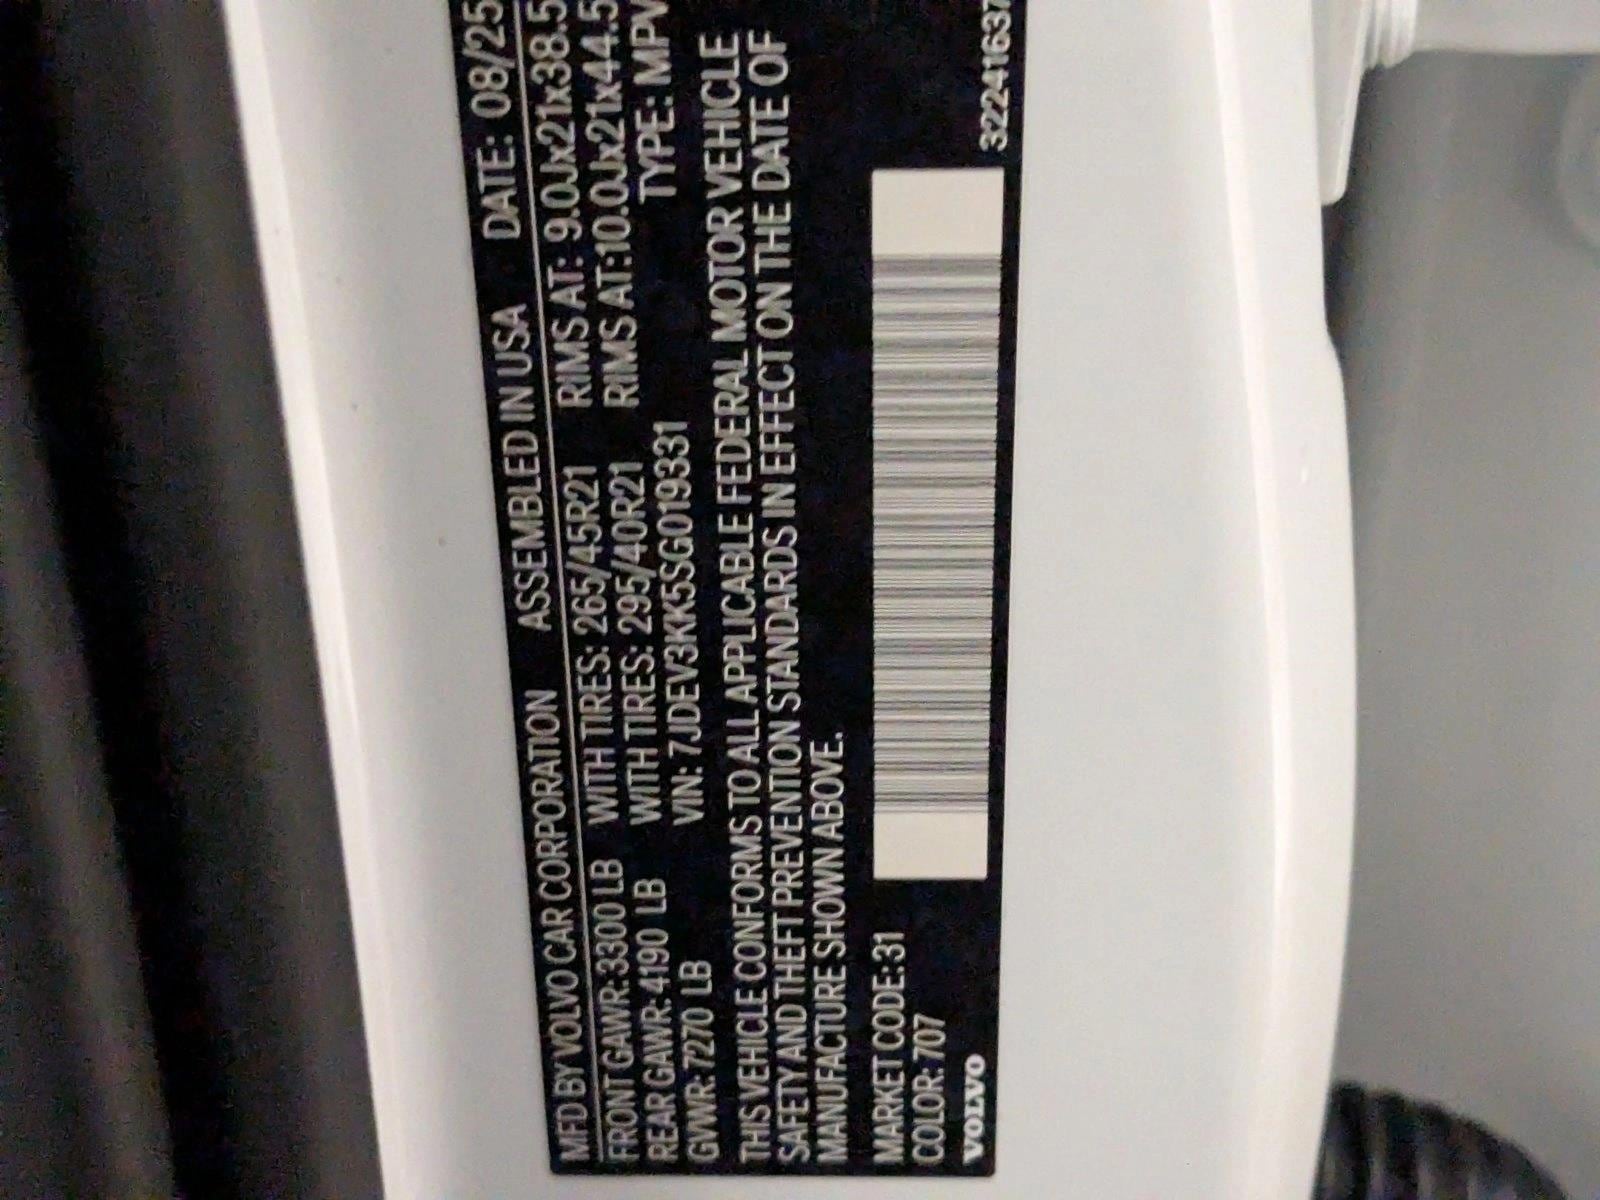 MFD BY VOLVO CAR CORPORATION ASSEMBLED IN USA DATE: 08/25
FRONT GAWR: 3300 LB WITH TIRES: 265/45R21 RIMS AT: 9.0Jx21x38.5
REAR GAWR: 4190 LB WITH TIRES: 295/40R21 RIMS AT:10.0Jx21x44.5
GVWR: 7270 LB VIN: 7JDEV3KK5SG019331 TYPE: MPV
THIS VEHICLE CONFORMS TO ALL APPLICABLE FEDERAL MOTOR VEHICLE
SAFETY AND THEFT PREVENTION STANDARDS IN EFFECT ON THE DATE OF
MANUFACTURE SHOWN ABOVE.
MARKET CODE: 31
COLOR: 707
VOLVO
32241637